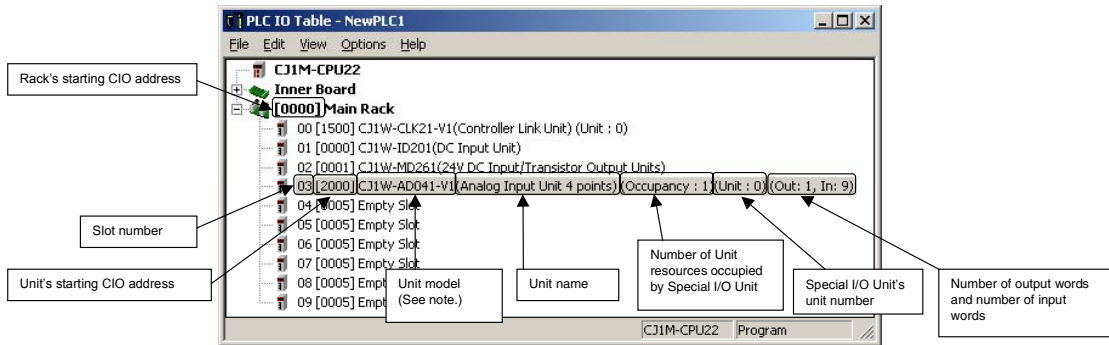 PLC IO Table - NewPLC1
File Edit View Options Help
CJ1M-CPU22
Inner Board
[0000] Main Rack
00 [1500] CJ1W-CLK21-V1(Controller Link Unit) (Unit : 0)
01 [0000] CJ1W-ID201(DC Input Unit)
02 [0001] CJ1W-MD261(24V DC Input/Transistor Output Units)
03 [2000] CJ1W-AD041-V1(Analog Input Unit 4 points) (Occupancy : 1)(Unit : 0) (Out: 1, In: 9)
04 [0005] Empty Slot
05 [0005] Empty Slot
06 [0005] Empty Slot
07 [0005] Empty Slot
08 [0005] Empt
09 [0005] Empt
CJ1M-CPU22 Program
Rack's starting CIO address
Slot number
Unit's starting CIO address
Unit model
(See note.)
Unit name
Number of Unit
resources occupied
by Special I/O Unit
Special I/O Unit's
unit number
Number of output words
and number of input
words